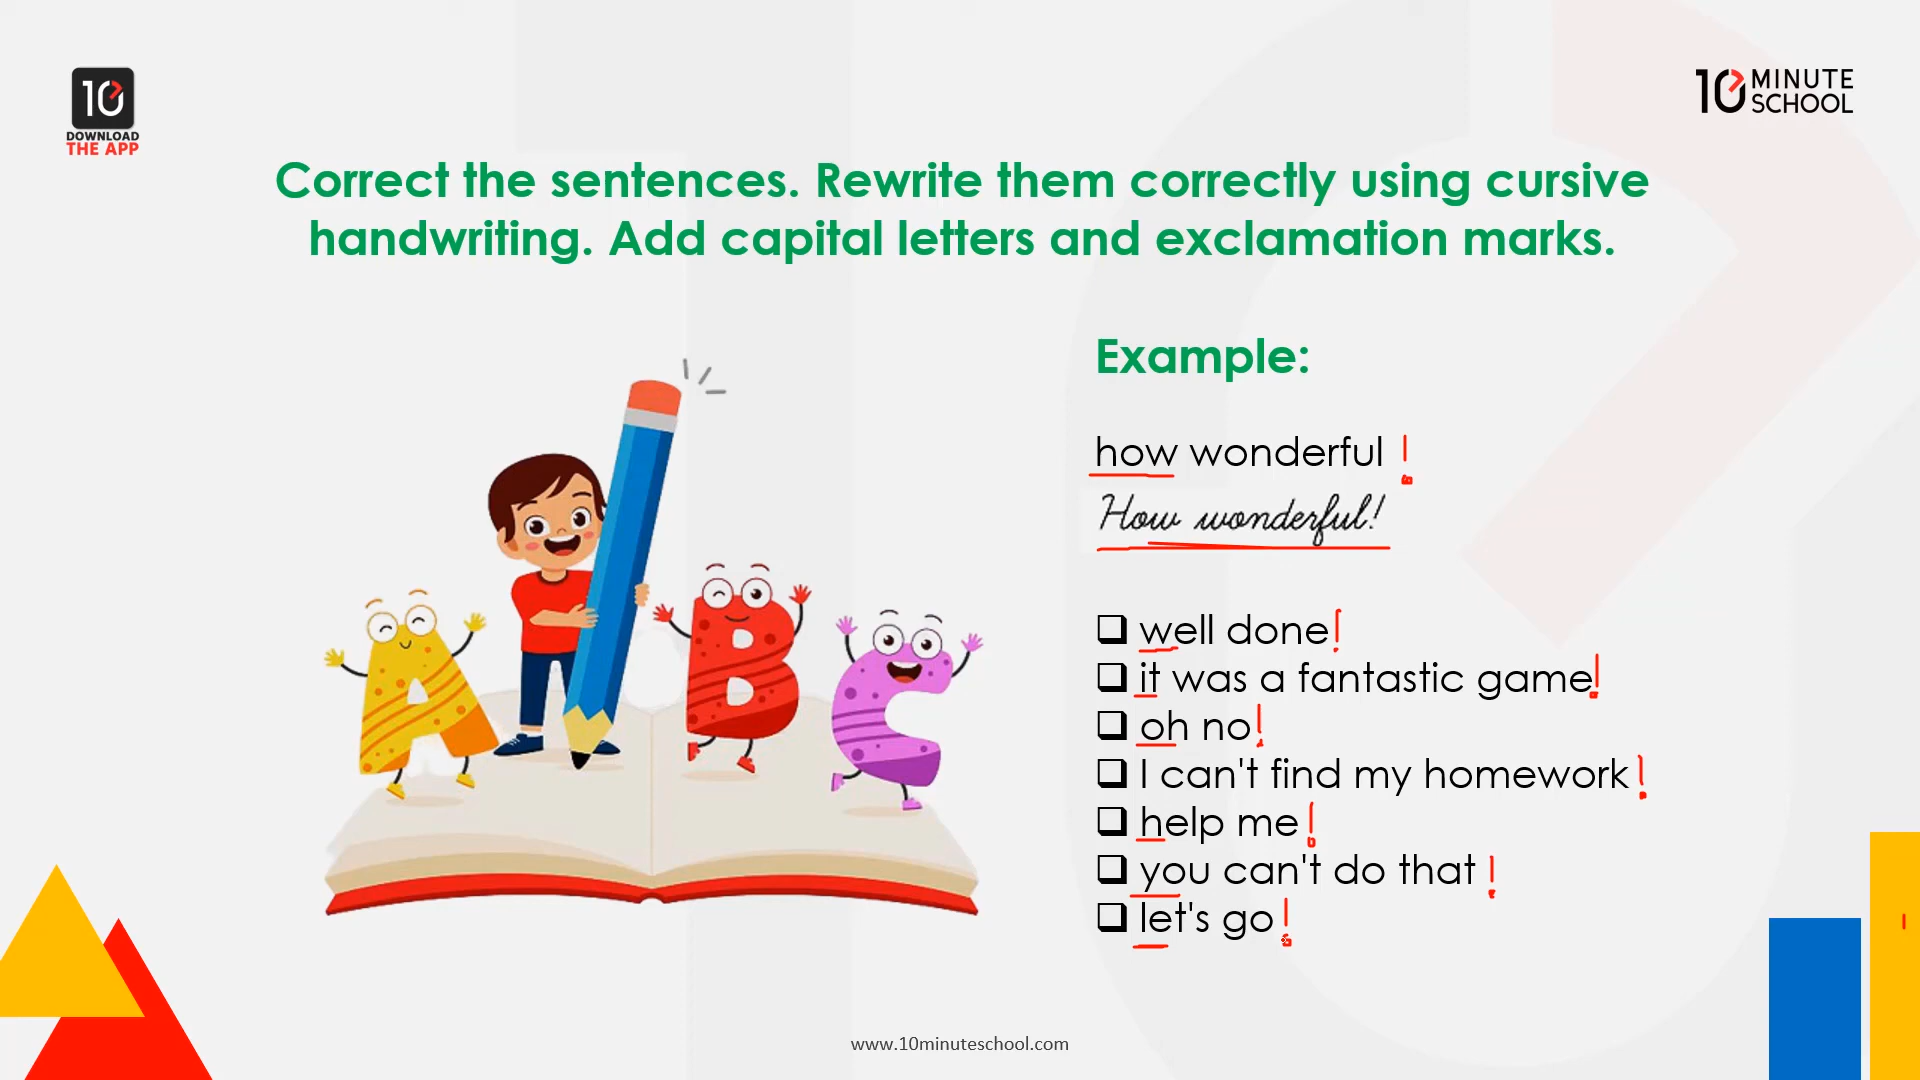 10
DOWNLOAD
THE APP
10 MINUTE
SCHOOL
Correct the sentences. Rewrite them correctly using cursive
handwriting. Add capital letters and exclamation marks.
Example:
how wonderful !
How wonderful!
❑ well done!
❑ it was a fantastic game!
❑ oh no!
❑ I can't find my homework!
❑ help me!
❑ you can't do that !
❑ let's go!
A B C
www.10minuteschool.com